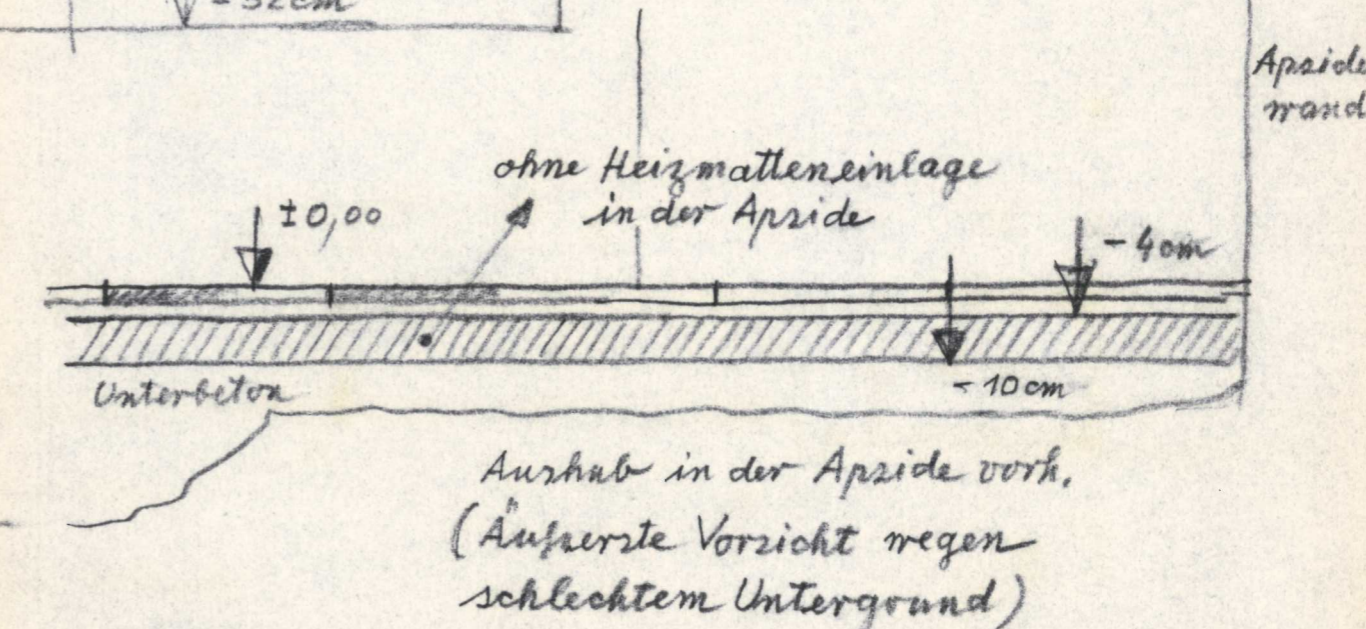 - 32cm
Apside
wand
ohne Heizmatteneinlage
in der Apside
±0,00
- 4cm
Unterbeton
- 10cm
Aushub in der Apside vorh.
(Äußerste Vorsicht wegen
schlechtem Untergrund)